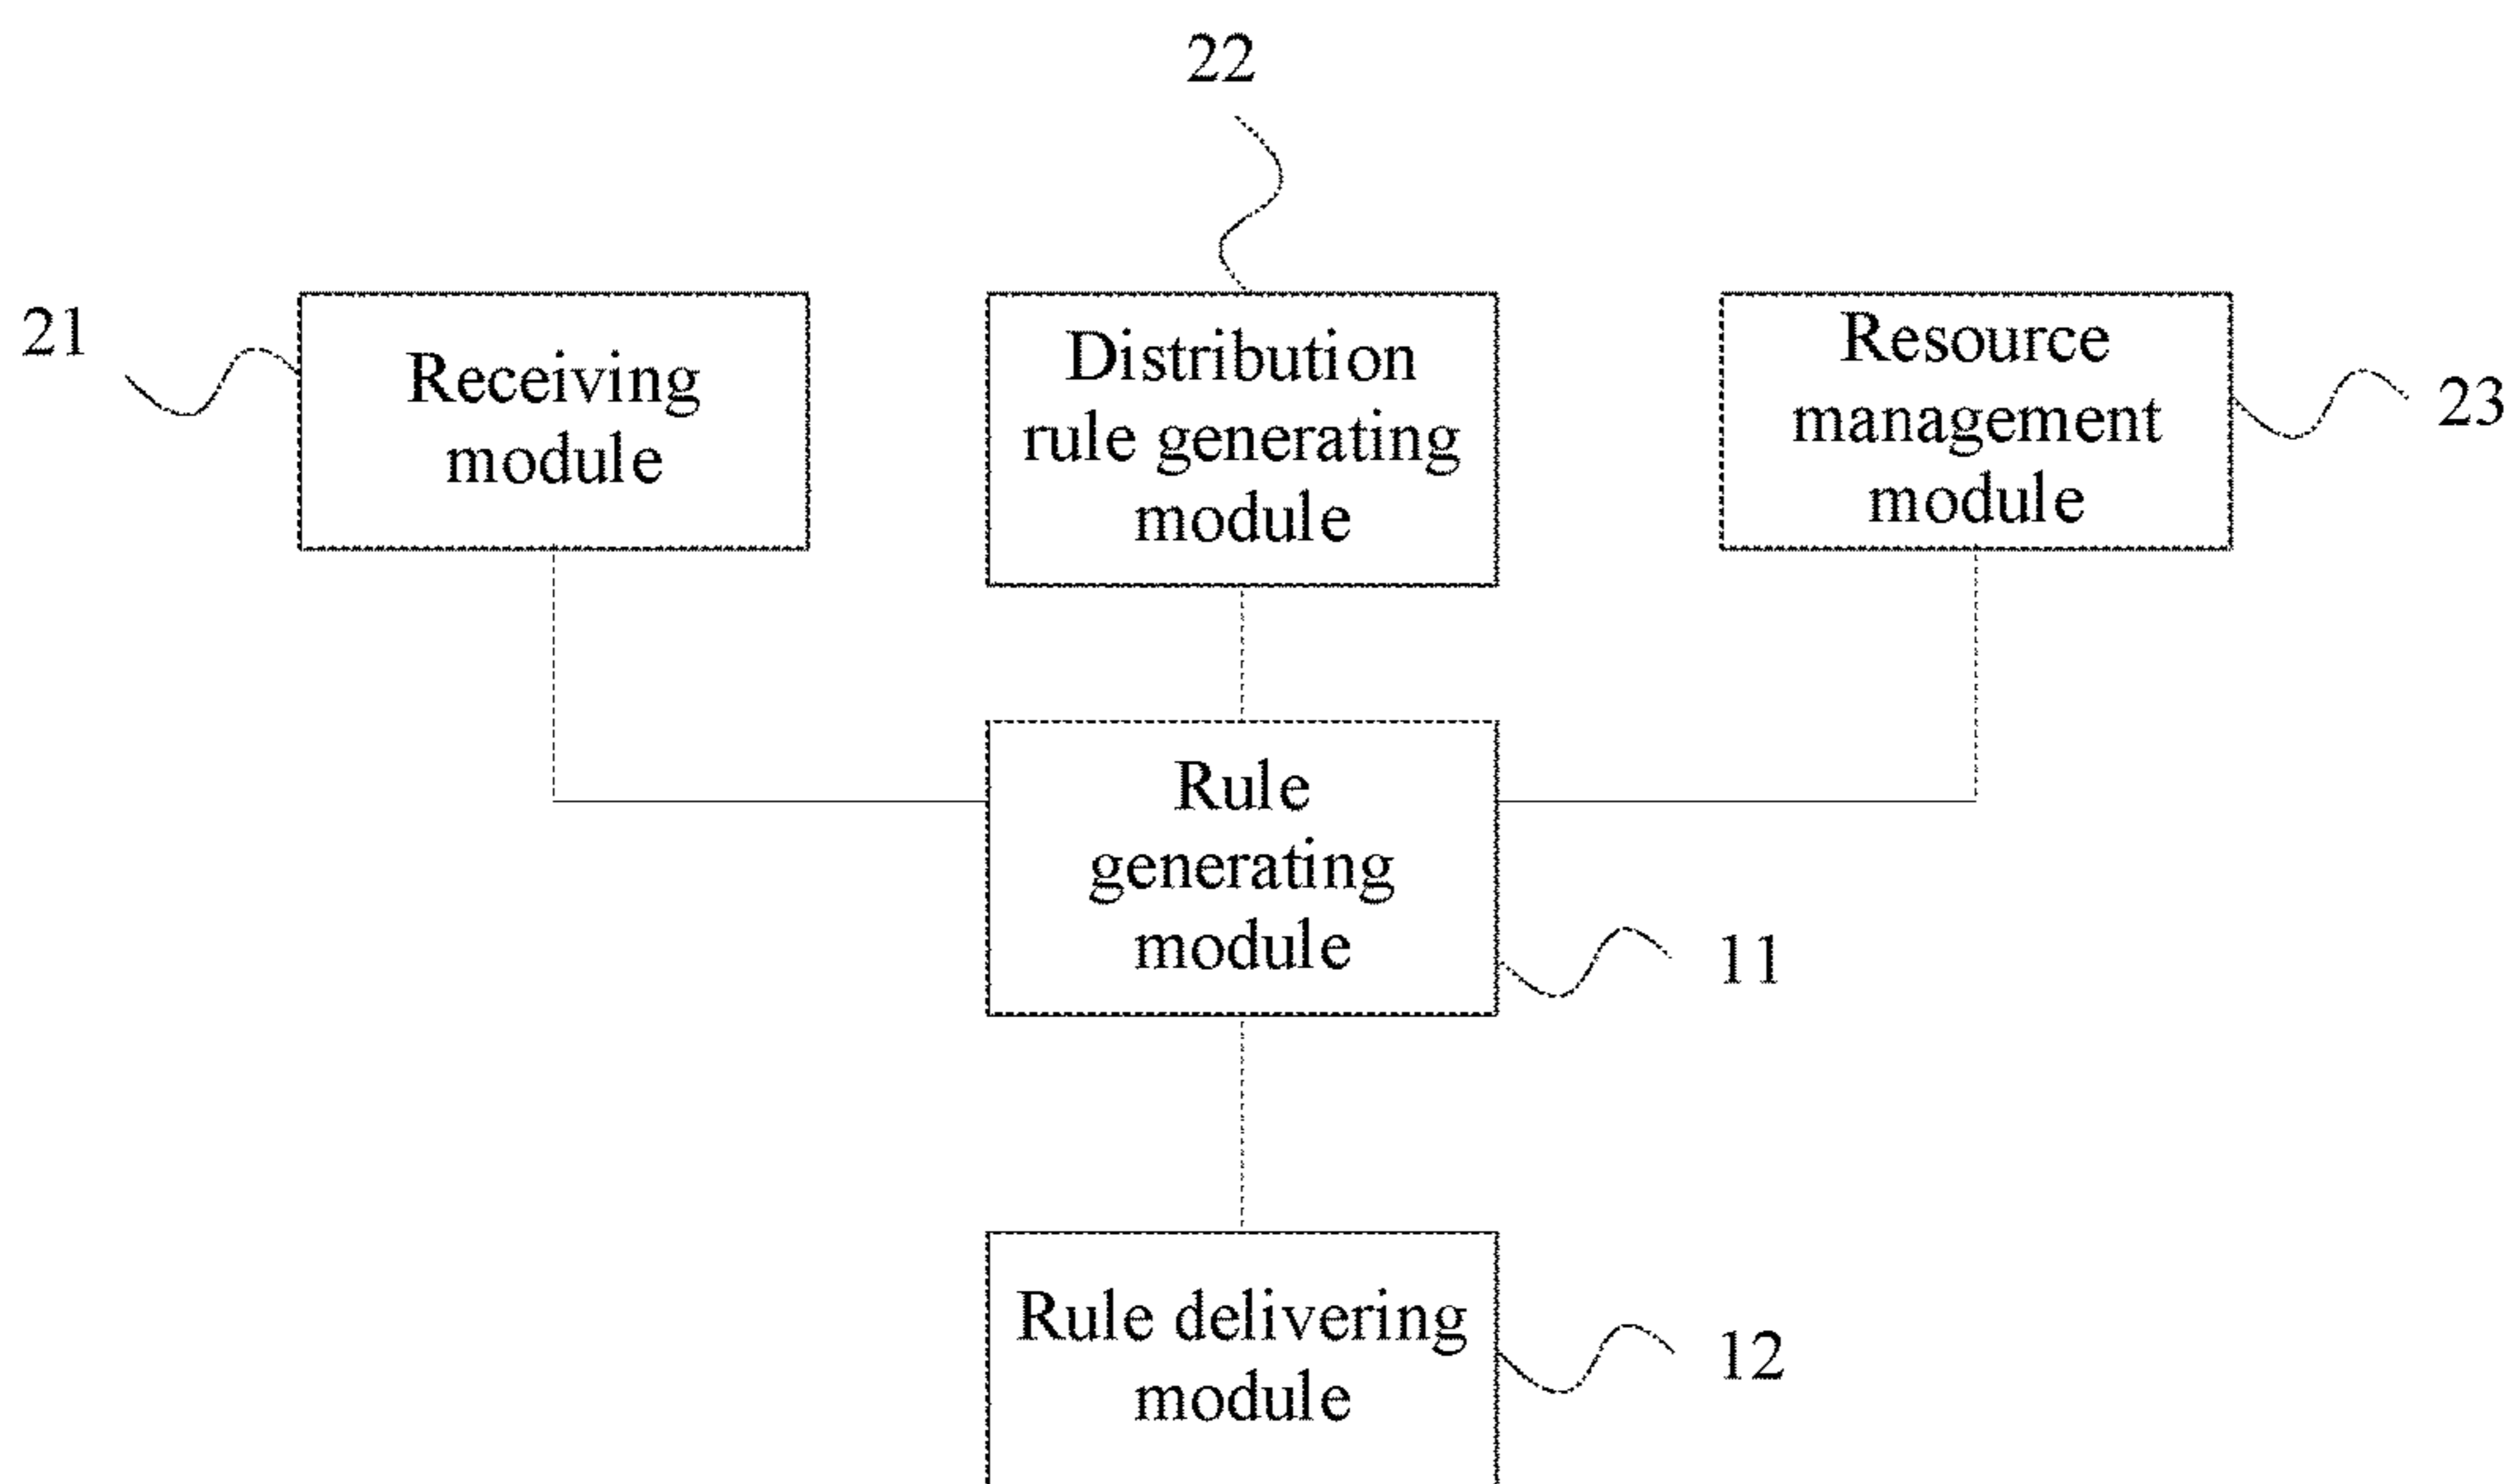 22
21
Receiving
module
Distribution
rule generating
module
Resource
management
module
23
Rule
generating
module
11
Rule delivering
module
12